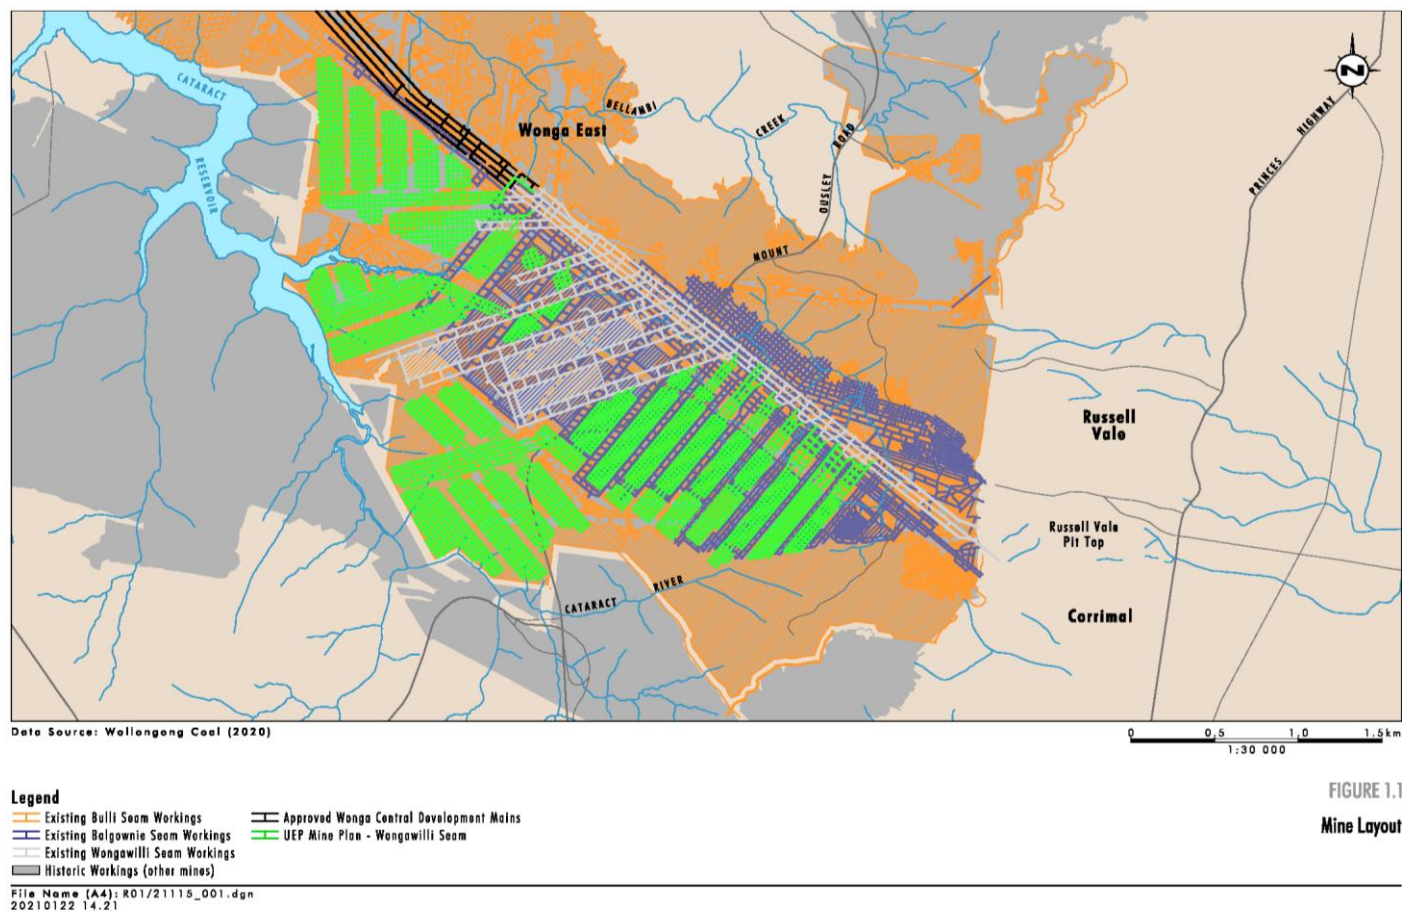 CATARACT
RESERVOIR
Wonga East
BELLAMBI
CREEK
ROAD
OUSLEY
MOUNT
N
HIGHWAY
PRINCES
Russell
Vale
Russell Vale
Pit Top
Corrimal
CATARACT
RIVER
Data Source: Wollongong Coal (2020)
0 0,5 1,0 1.5km
1:30 000
Legend
Existing Bulli Seam Workings
Existing Balgownie Seam Workings
Existing Wongawilli Seam Workings
Historic Workings (other mines)
Approved Wonga Central Development Mains
UEP Mine Plan - Wongawilli Seam
FIGURE 1.1
Mine Layout
File Name (A4): R01/21115_001.dgn
20210122 14.21